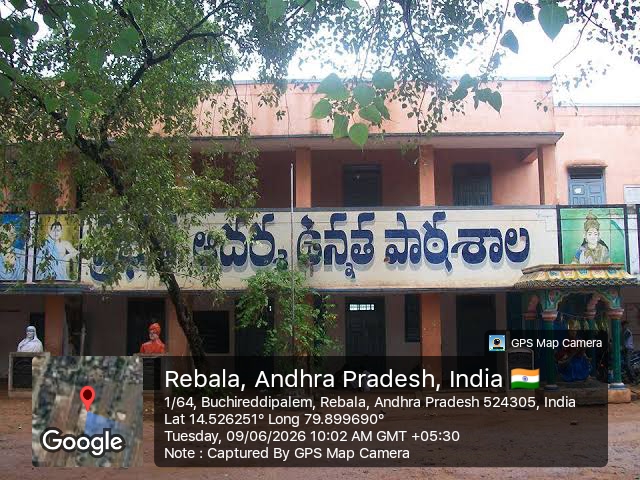 ఆదర్శ ఉన్నత పాఠశాల
GPS Map Camera
Rebala, Andhra Pradesh, India
1/64, Buchireddipalem, Rebala, Andhra Pradesh 524305, India
Lat 14.526251° Long 79.899690°
Tuesday, 09/06/2026 10:02 AM GMT +05:30
Note : Captured By GPS Map Camera
Google